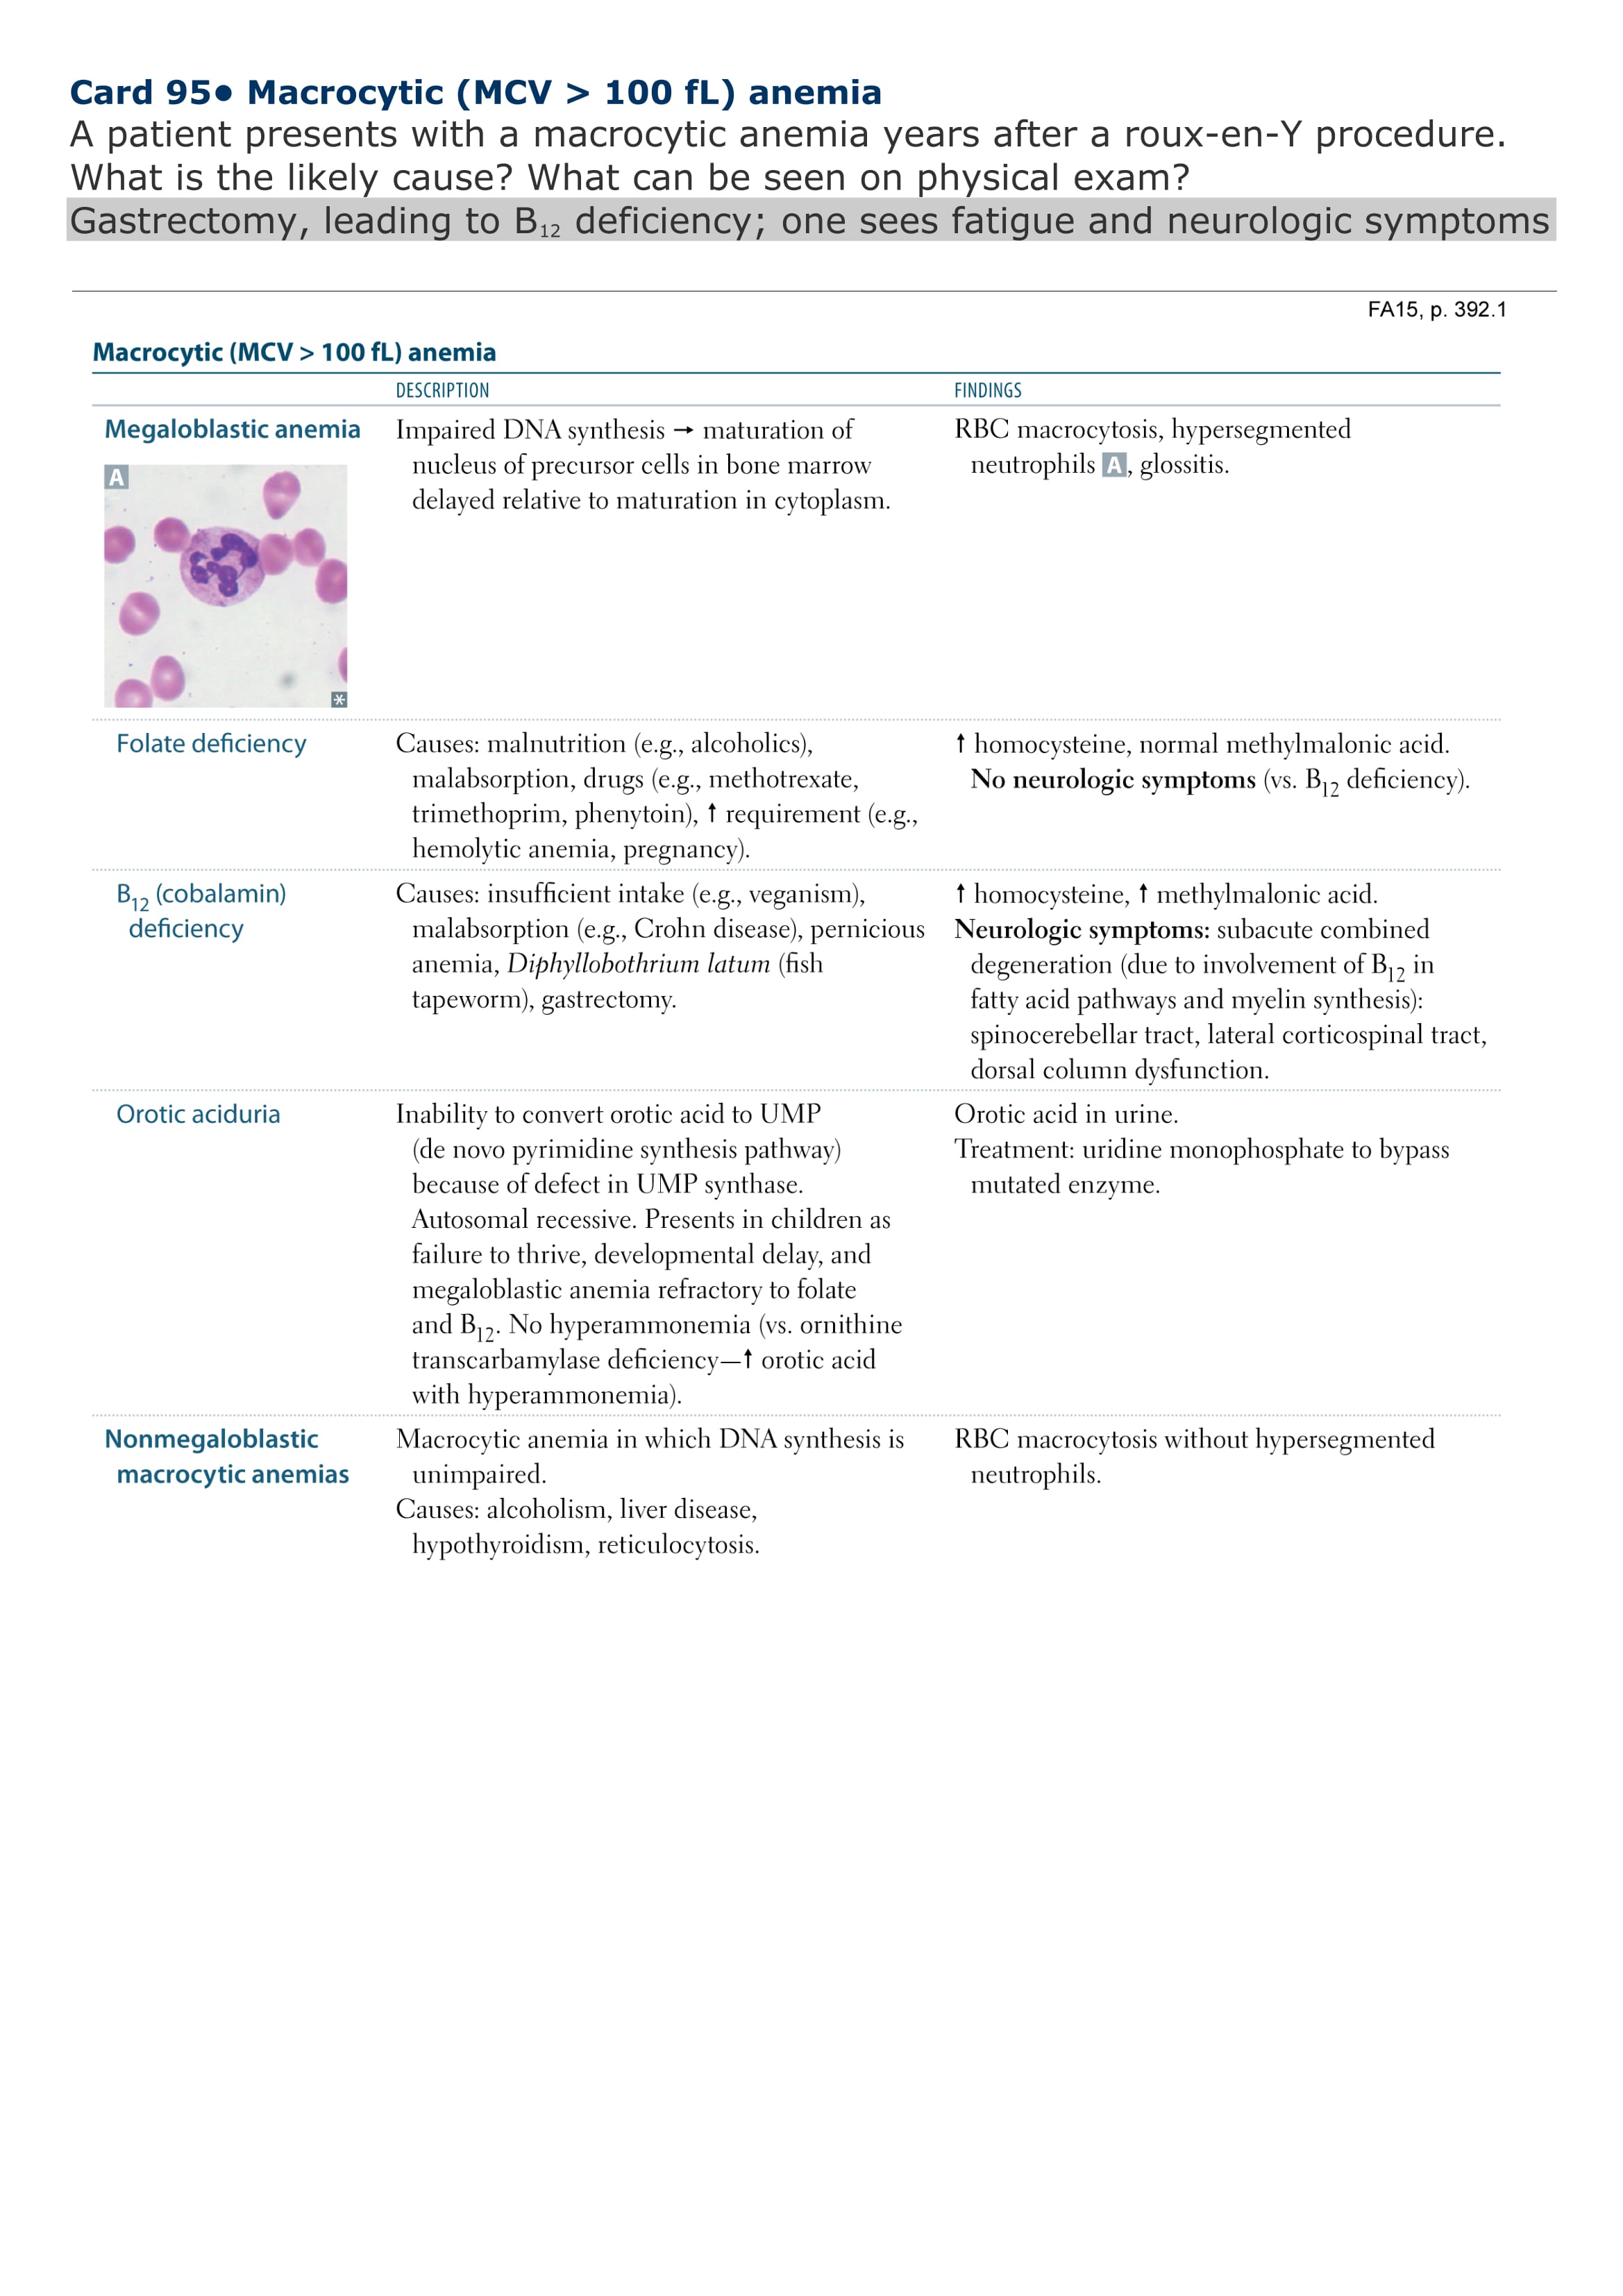 Card 95● Macrocytic (MCV > 100 fL) anemia
A patient presents with a macrocytic anemia years after a roux-en-Y procedure.
What is the likely cause? What can be seen on physical exam?
Gastrectomy, leading to B12 deficiency; one sees fatigue and neurologic symptoms
FA15, p. 392.1
Macrocytic (MCV > 100 fL) anemia
DESCRIPTION
FINDINGS
Megaloblastic anemia
A
*
Impaired DNA synthesis → maturation of
nucleus of precursor cells in bone marrow
delayed relative to maturation in cytoplasm.
RBC macrocytosis, hypersegmented
neutrophils A, glossitis.
Folate deficiency
Causes: malnutrition (e.g., alcoholics),
malabsorption, drugs (e.g., methotrexate,
trimethoprim, phenytoin), ↑ requirement (e.g.,
hemolytic anemia, pregnancy).
↑ homocysteine, normal methylmalonic acid.
No neurologic symptoms (vs. B12 deficiency).
B12 (cobalamin)
deficiency
Causes: insufficient intake (e.g., veganism),
malabsorption (e.g., Crohn disease), pernicious
anemia, Diphyllobothrium latum (fish
tapeworm), gastrectomy.
↑ homocysteine, ↑ methylmalonic acid.
Neurologic symptoms: subacute combined
degeneration (due to involvement of B12 in
fatty acid pathways and myelin synthesis):
spinocerebellar tract, lateral corticospinal tract,
dorsal column dysfunction.
Orotic aciduria
Inability to convert orotic acid to UMP
(de novo pyrimidine synthesis pathway)
because of defect in UMP synthase.
Autosomal recessive. Presents in children as
failure to thrive, developmental delay, and
megaloblastic anemia refractory to folate
and B12. No hyperammonemia (vs. ornithine
transcarbamylase deficiency—↑ orotic acid
with hyperammonemia).
Orotic acid in urine.
Treatment: uridine monophosphate to bypass
mutated enzyme.
Nonmegaloblastic
macrocytic anemias
Macrocytic anemia in which DNA synthesis is
unimpaired.
Causes: alcoholism, liver disease,
hypothyroidism, reticulocytosis.
RBC macrocytosis without hypersegmented
neutrophils.